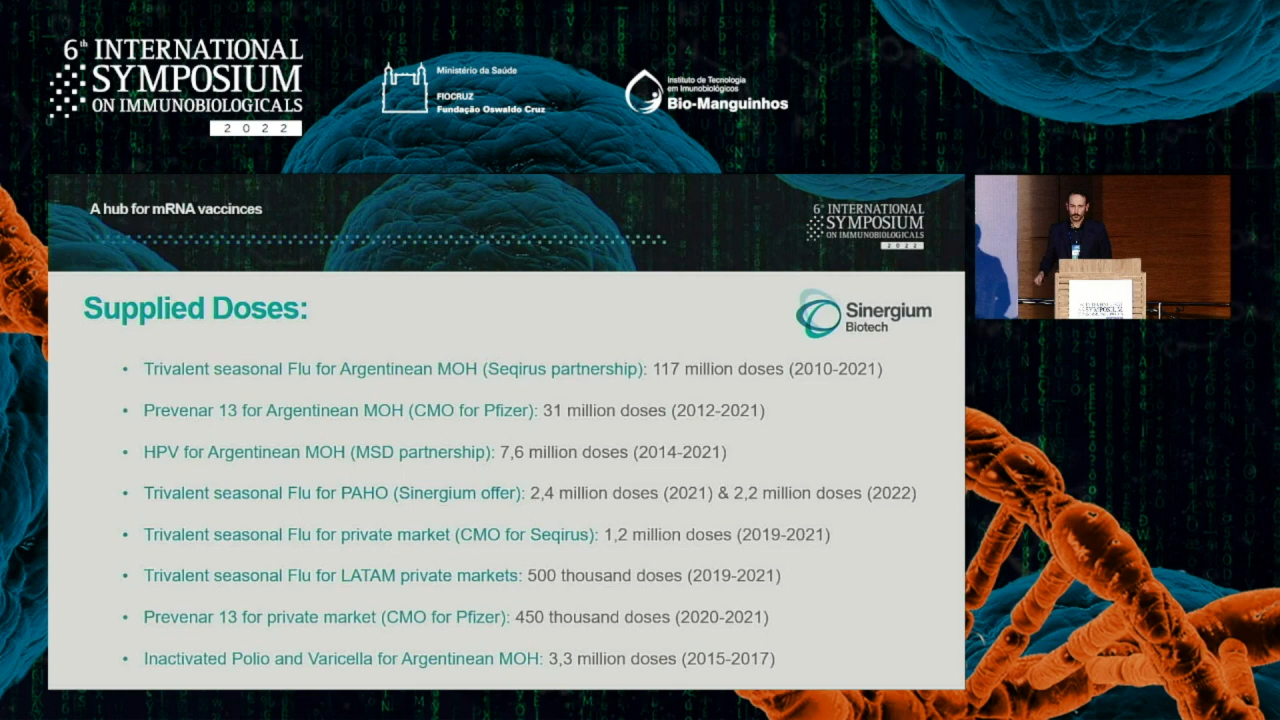 6th INTERNATIONAL
SYMPOSIUM
ON IMMUNOBIOLOGICALS
2022
Ministério da Saúde
FIOCRUZ
Fundação Oswaldo Cruz
Instituto de Tecnologia
em Imunobiológicos
Bio-Manguinhos
A hub for mRNA vaccinces
6th INTERNATIONAL
SYMPOSIUM
ON IMMUNOBIOLOGICALS
2022
Supplied Doses:
Sinergium
Biotech
• Trivalent seasonal Flu for Argentinean MOH (Seqirus partnership): 117 million doses (2010-2021)
• Prevenar 13 for Argentinean MOH (CMO for Pfizer): 31 million doses (2012-2021)
• HPV for Argentinean MOH (MSD partnership): 7,6 million doses (2014-2021)
• Trivalent seasonal Flu for PAHO (Sinergium offer): 2,4 million doses (2021) & 2,2 million doses (2022)
• Trivalent seasonal Flu for private market (CMO for Seqirus): 1,2 million doses (2019-2021)
• Trivalent seasonal Flu for LATAM private markets: 500 thousand doses (2019-2021)
• Prevenar 13 for private market (CMO for Pfizer): 450 thousand doses (2020-2021)
• Inactivated Polio and Varicella for Argentinean MOH: 3,3 million doses (2015-2017)